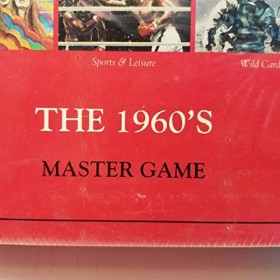 Sports & Leisure
Wild Card
THE 1960'S
MASTER GAME